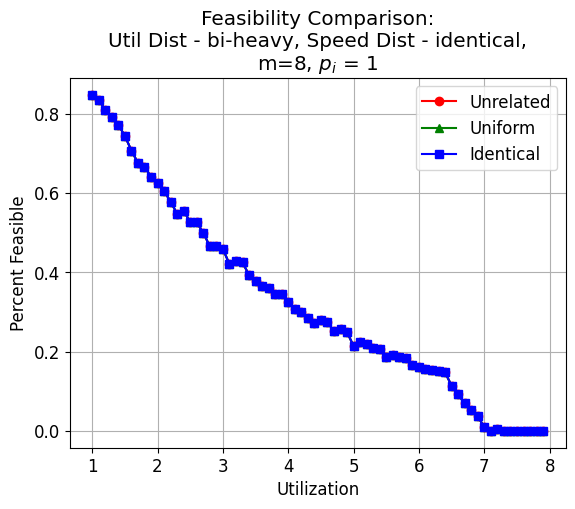 Feasibility Comparison:
Util Dist - bi-heavy, Speed Dist - identical,
m=8, $p_i$ = 1
Unrelated
Uniform
Identical
Percent Feasible
0.8
0.6
0.4
0.2
0.0
1 2 3 4 5 6 7 8
Utilization